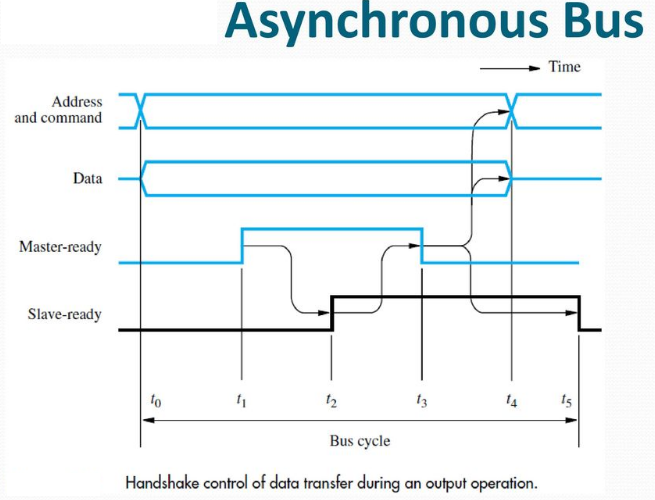 Asynchronous Bus
Time
Address
and command
Data
Master-ready
Slave-ready
t0 t1 t2 t3 t4 t5
Bus cycle
Handshake control of data transfer during an output operation.